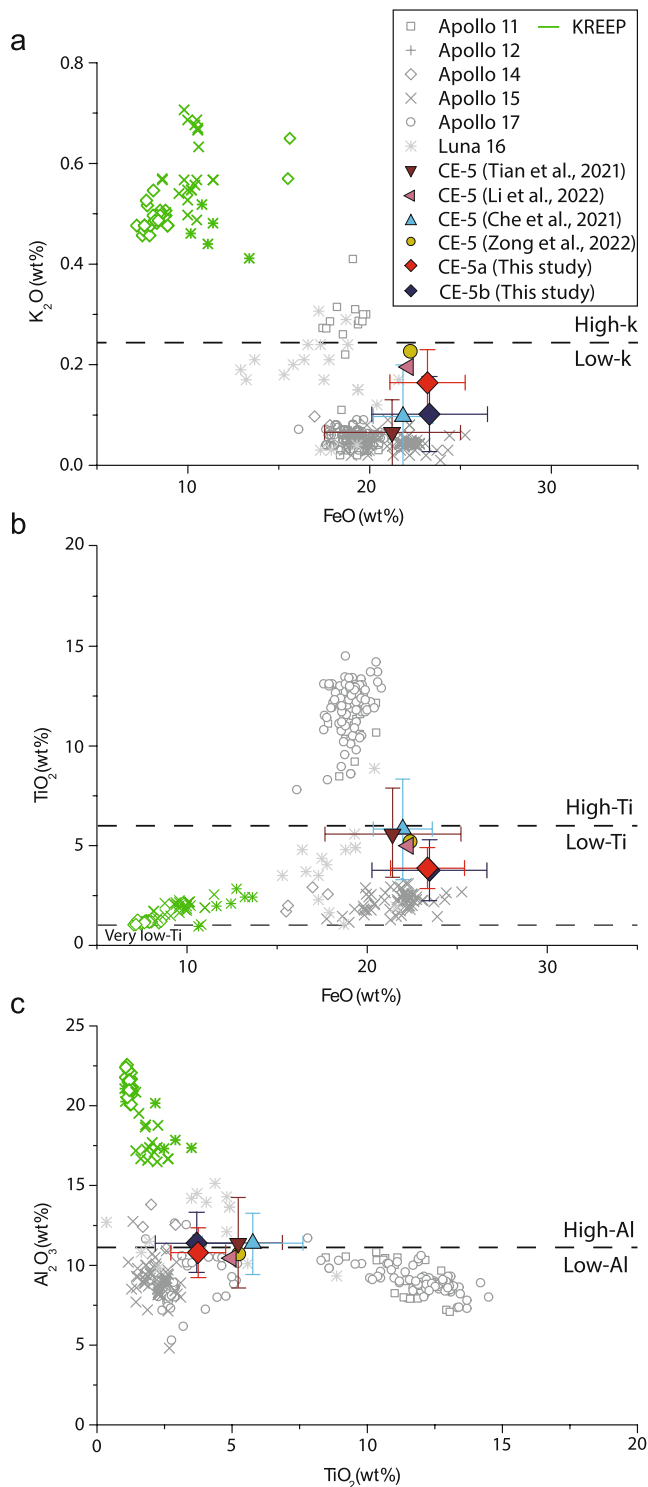 a
Apollo 11 KREEP
Apollo 12
Apollo 14
Apollo 15
Apollo 17
Luna 16
CE-5 (Tian et al., 2021)
CE-5 (Li et al., 2022)
CE-5 (Che et al., 2021)
CE-5 (Zong et al., 2022)
CE-5a (This study)
CE-5b (This study)
0.8
0.6
0.4
0.2
0.0
K2O (wt%)
High-k
Low-k
10 20 30
FeO (wt%)
b
20
15
10
5
0
TiO2 (wt%)
High-Ti
Low-Ti
Very low-Ti
10 20 30
FeO (wt%)
c
25
20
15
10
5
0
Al2O3 (wt%)
High-Al
Low-Al
0 5 10 15 20
TiO2 (wt%)